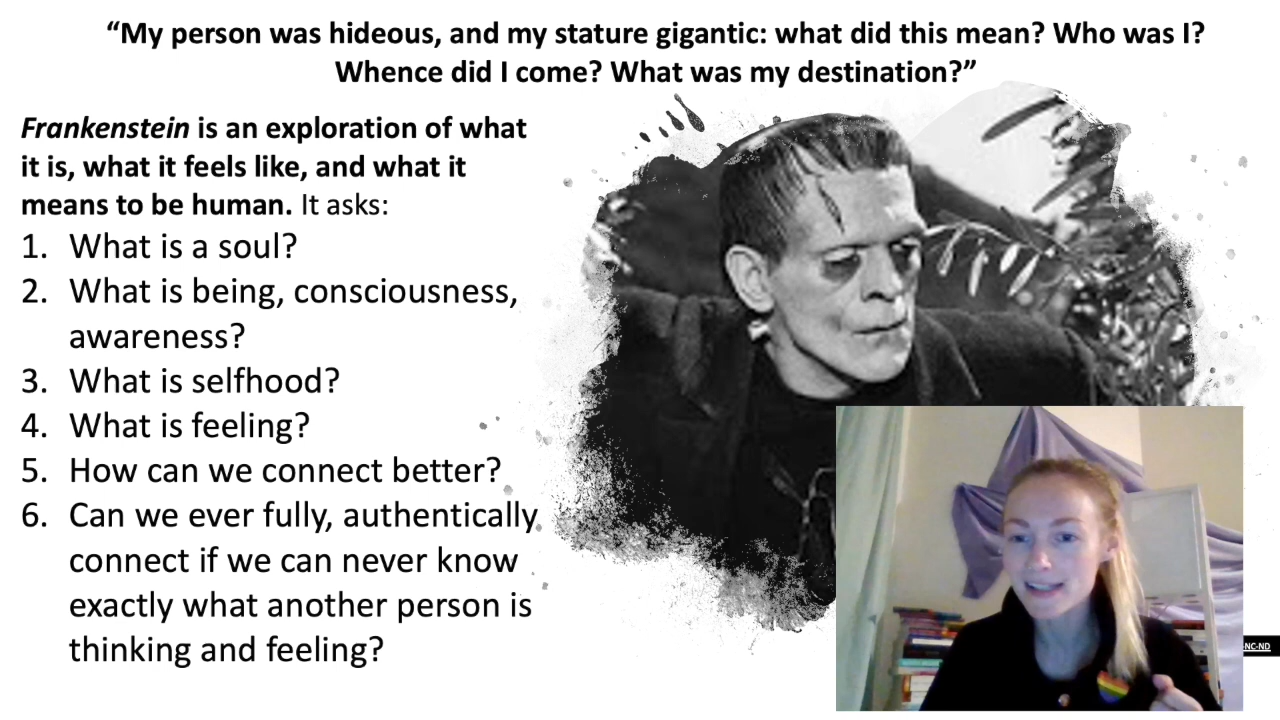 “My person was hideous, and my stature gigantic: what did this mean? Who was I?
Whence did I come? What was my destination?”
Frankenstein is an exploration of what
it is, what it feels like, and what it
means to be human. It asks:
1. What is a soul?
2. What is being, consciousness,
awareness?
3. What is selfhood?
4. What is feeling?
5. How can we connect better?
6. Can we ever fully, authentically
connect if we can never know
exactly what another person is
thinking and feeling?
-NC-ND